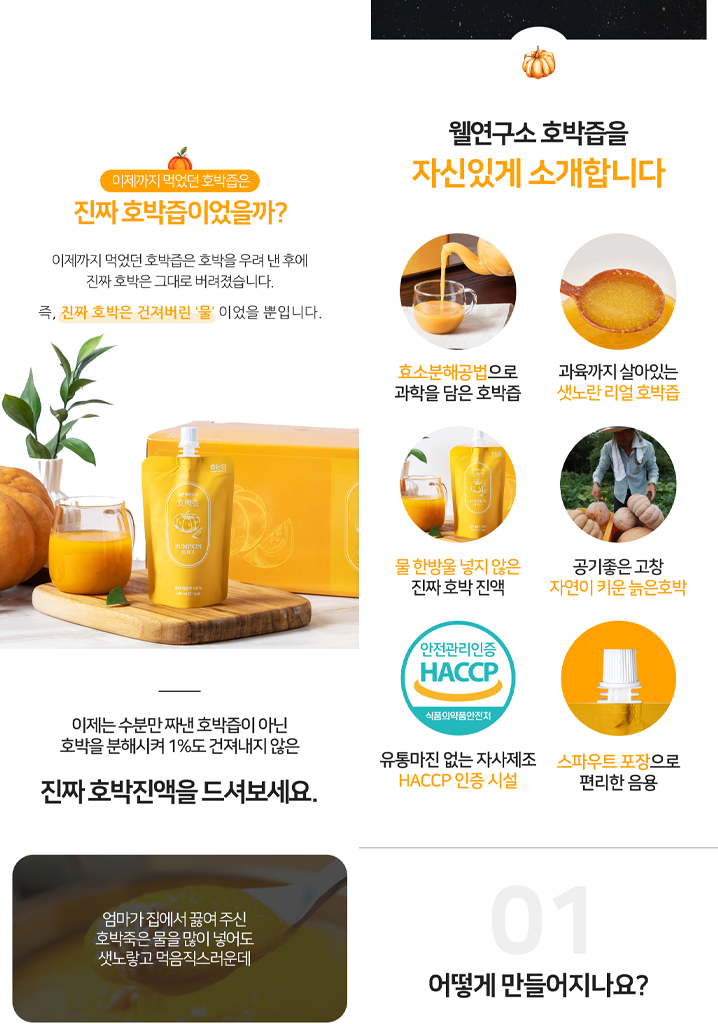 이제까지 먹었던 호박즙은
진짜 호박즙이었을까?
이제까지 먹었던 호박즙은 호박을 우려 낸 후에
진짜 호박은 그대로 버려졌습니다.
즉, 진짜 호박은 건져버린 '물' 이었을 뿐입니다.
호박즙
PUMPKIN
JUICE
이제는 수분만 짜낸 호박즙이 아닌
호박을 분해시켜 1%도 건져내지 않은
진짜 호박진액을 드셔보세요.
엄마가 집에서 끓여 주신
호박죽은 물을 많이 넣어도
샛노랗고 먹음직스러운데
웰연구소 호박즙을
자신있게 소개합니다
효소분해공법으로
과학을 담은 호박즙
과육까지 살아있는
샛노란 리얼 호박즙
물 한방울 넣지 않은
진짜 호박 진액
공기좋은 고창
자연이 키운 늙은호박
안전관리인증
HACCP
식품의약품안전처
유통마진 없는 자사제조
HACCP 인증 시설
스파우트 포장으로
편리한 음용
01
어떻게 만들어지나요?